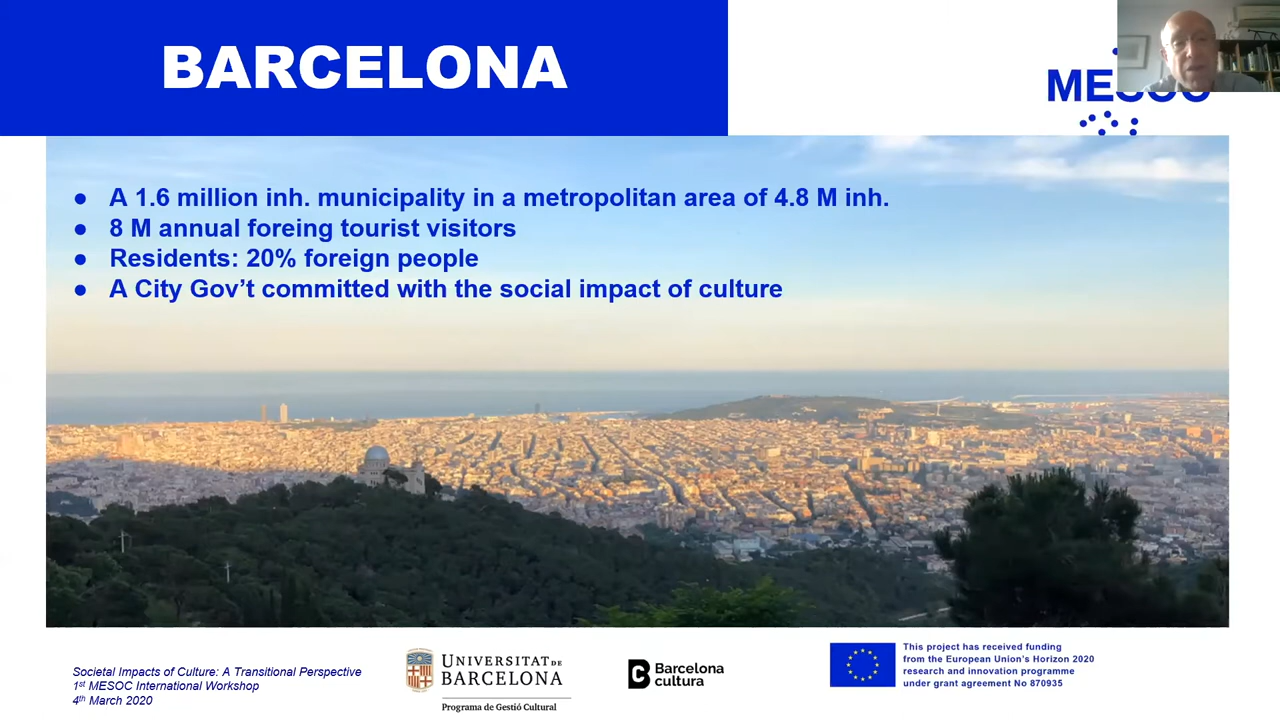 BARCELONA
ME
● A 1.6 million inh. municipality in a metropolitan area of 4.8 M inh.
● 8 M annual foreing tourist visitors
● Residents: 20% foreign people
● A City Gov’t committed with the social impact of culture
Societal Impacts of Culture: A Transitional Perspective
1st MESOC International Workshop
4th March 2020
UNIVERSITAT DE
BARCELONA
Programa de Gestió Cultural
Barcelona
cultura
This project has received funding
from the European Union’s Horizon 2020
research and innovation programme
under grant agreement No 870935